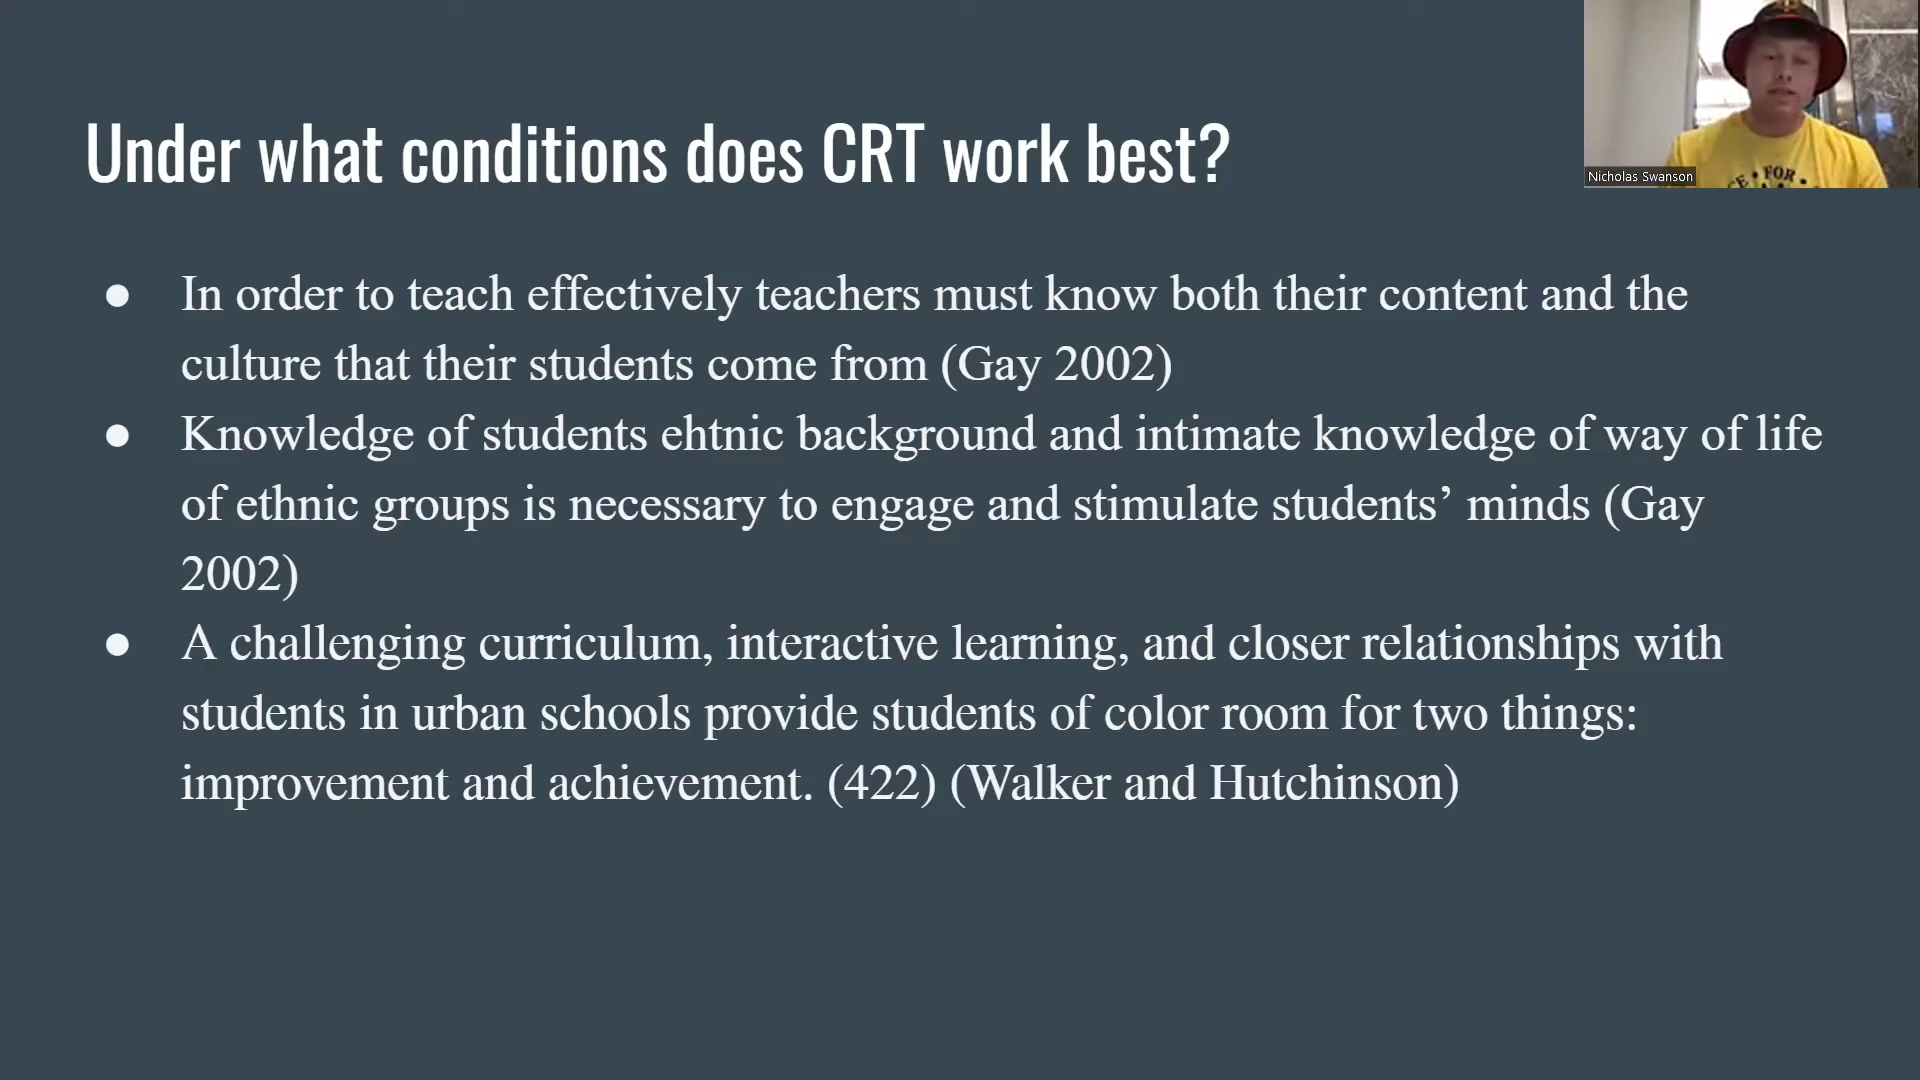 Under what conditions does CRT work best?
Nicholas Swanson
• FOR •
● In order to teach effectively teachers must know both their content and the
culture that their students come from (Gay 2002)
● Knowledge of students ehtnic background and intimate knowledge of way of life
of ethnic groups is necessary to engage and stimulate students’ minds (Gay
2002)
● A challenging curriculum, interactive learning, and closer relationships with
students in urban schools provide students of color room for two things:
improvement and achievement. (422) (Walker and Hutchinson)